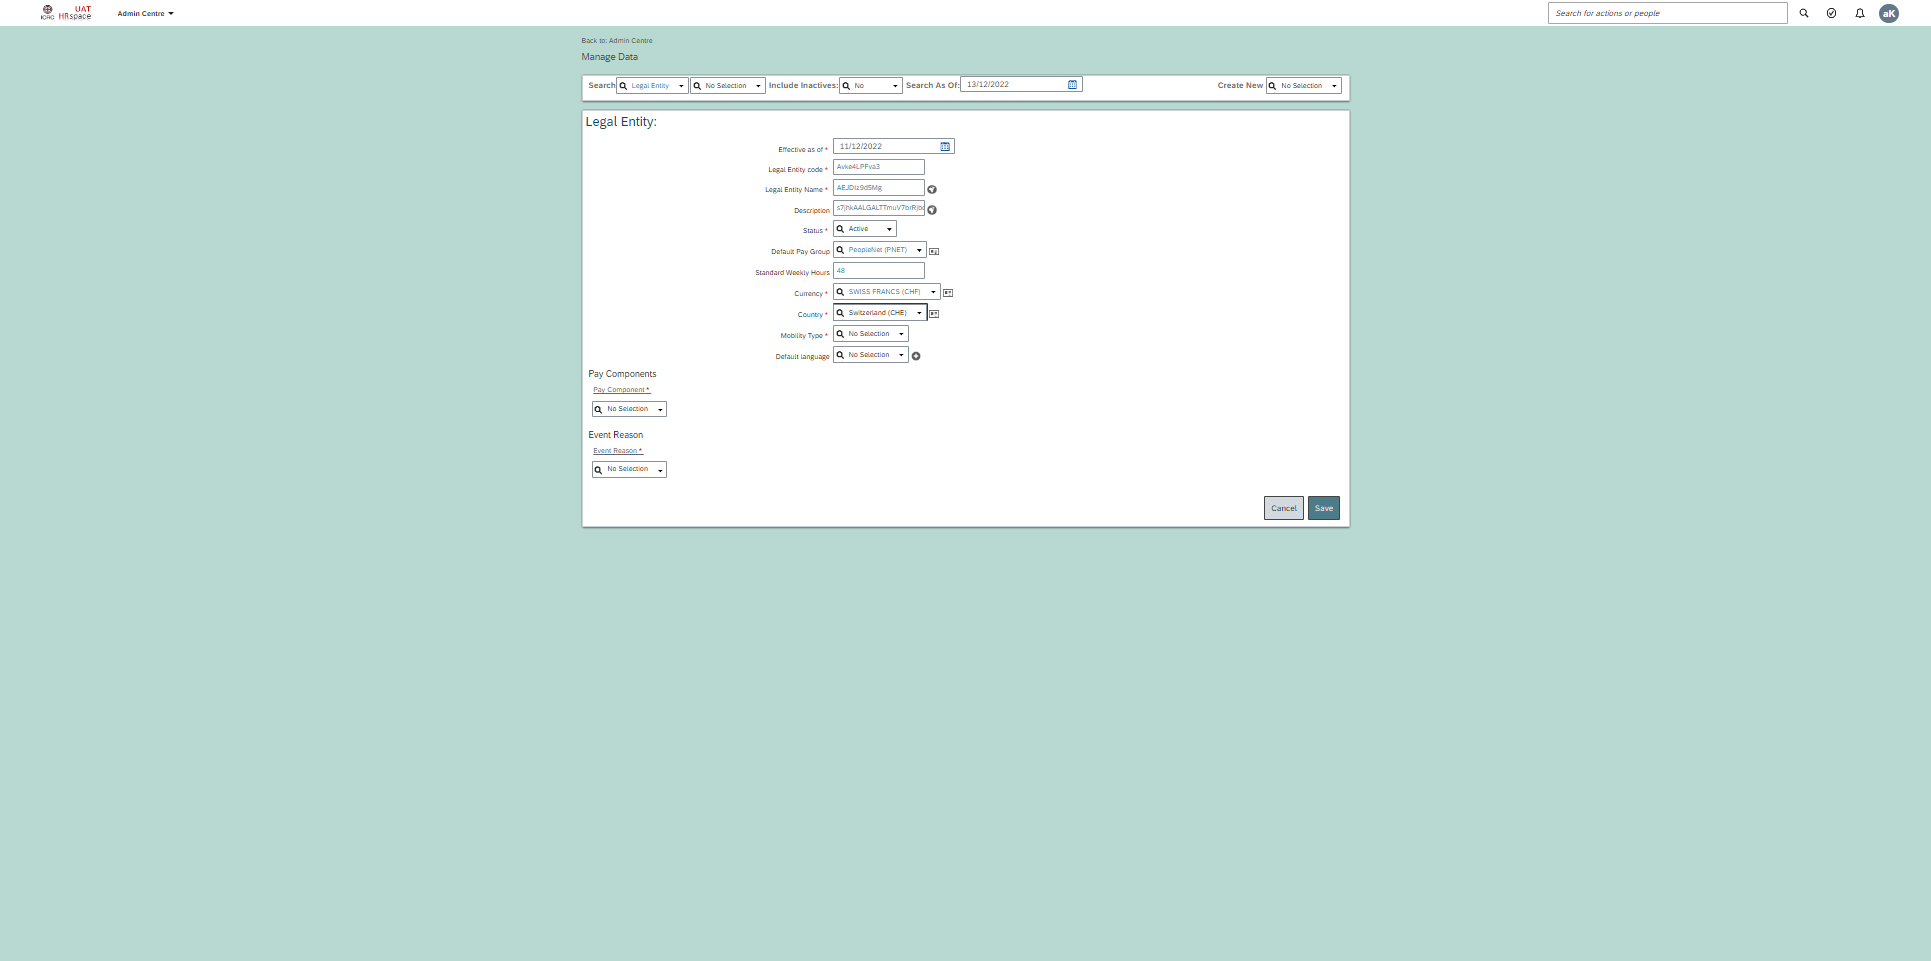 ICRC UAT HRspace Admin Centre Search for actions or people aK
Back to: Admin Centre
Manage Data
Search Legal Entity No Selection Include Inactives: No Search As Of: 13/12/2022 Create New No Selection
Legal Entity:
Effective as of * 11/12/2022
Legal Entity code * Avke4LPFva3
Legal Entity Name * AEJDIz9d5Mg
Description
Status * Active
Default Pay Group PeopleNet (PNET)
Standard Weekly Hours 48
Currency * SWISS FRANCS (CHF)
Country * Switzerland (CHE)
Mobility Type * No Selection
Default language No Selection
Pay Components
Pay Component *
No Selection
Event Reason
Event Reason *
No Selection
Cancel Save